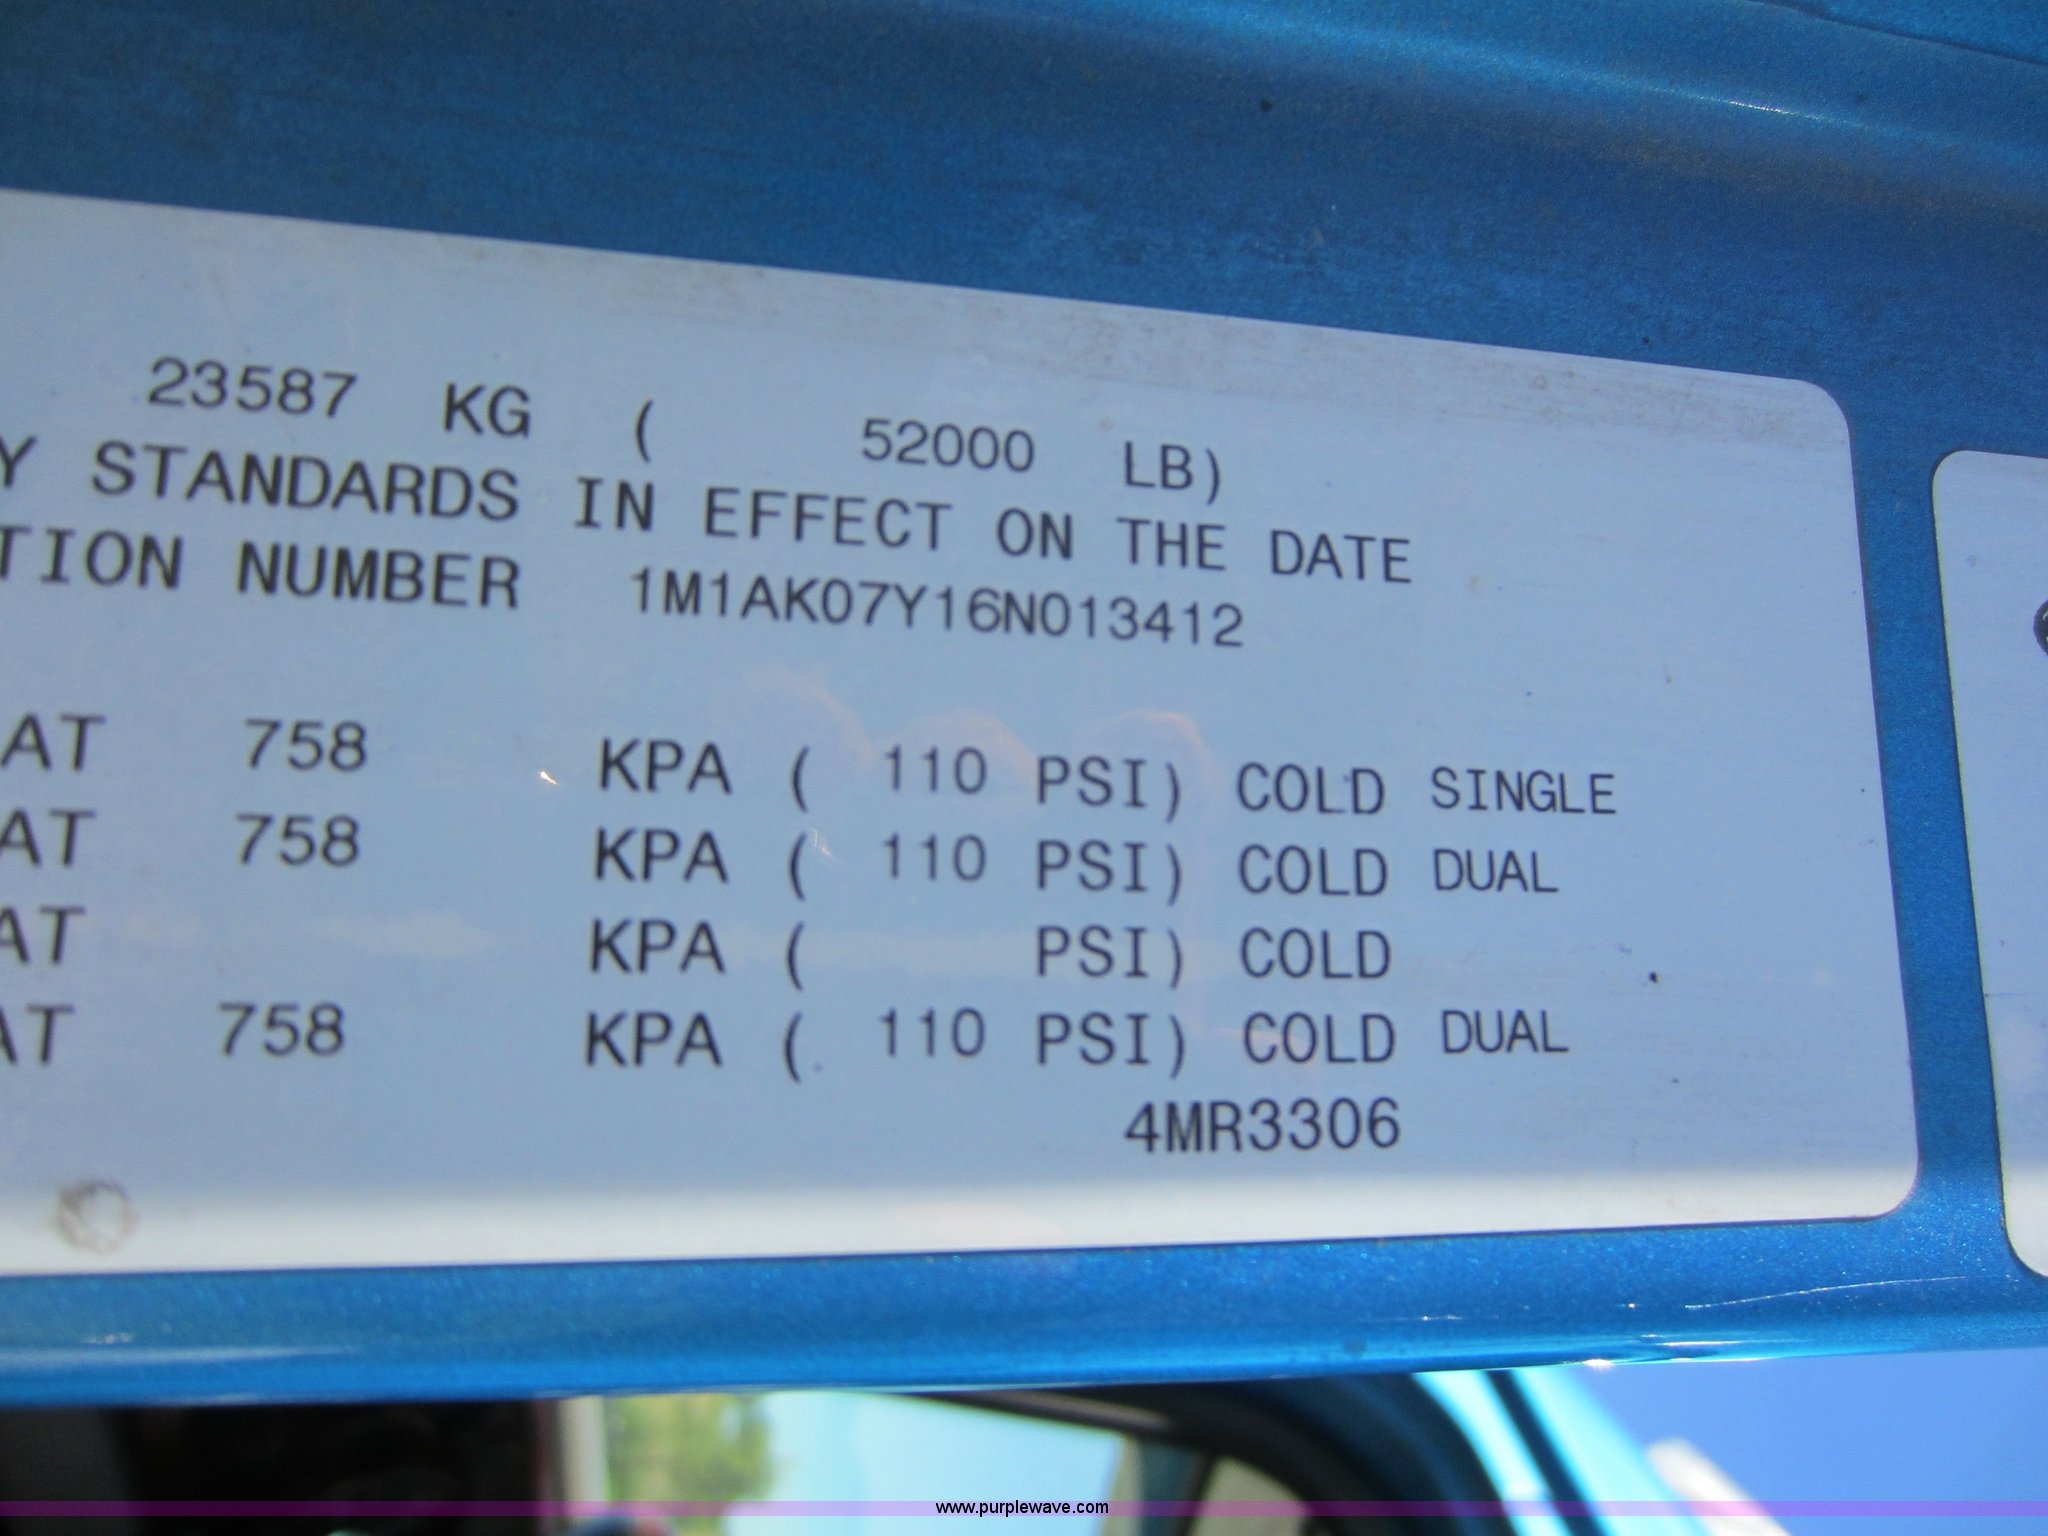 23587 KG ( 52000 LB)
Y STANDARDS IN EFFECT ON THE DATE
TION NUMBER 1M1AK07Y16N013412
AT 758 KPA ( 110 PSI) COLD SINGLE
AT 758 KPA ( 110 PSI) COLD DUAL
AT KPA ( PSI) COLD
AT 758 KPA ( 110 PSI) COLD DUAL
4MR3306
www.purplewave.com